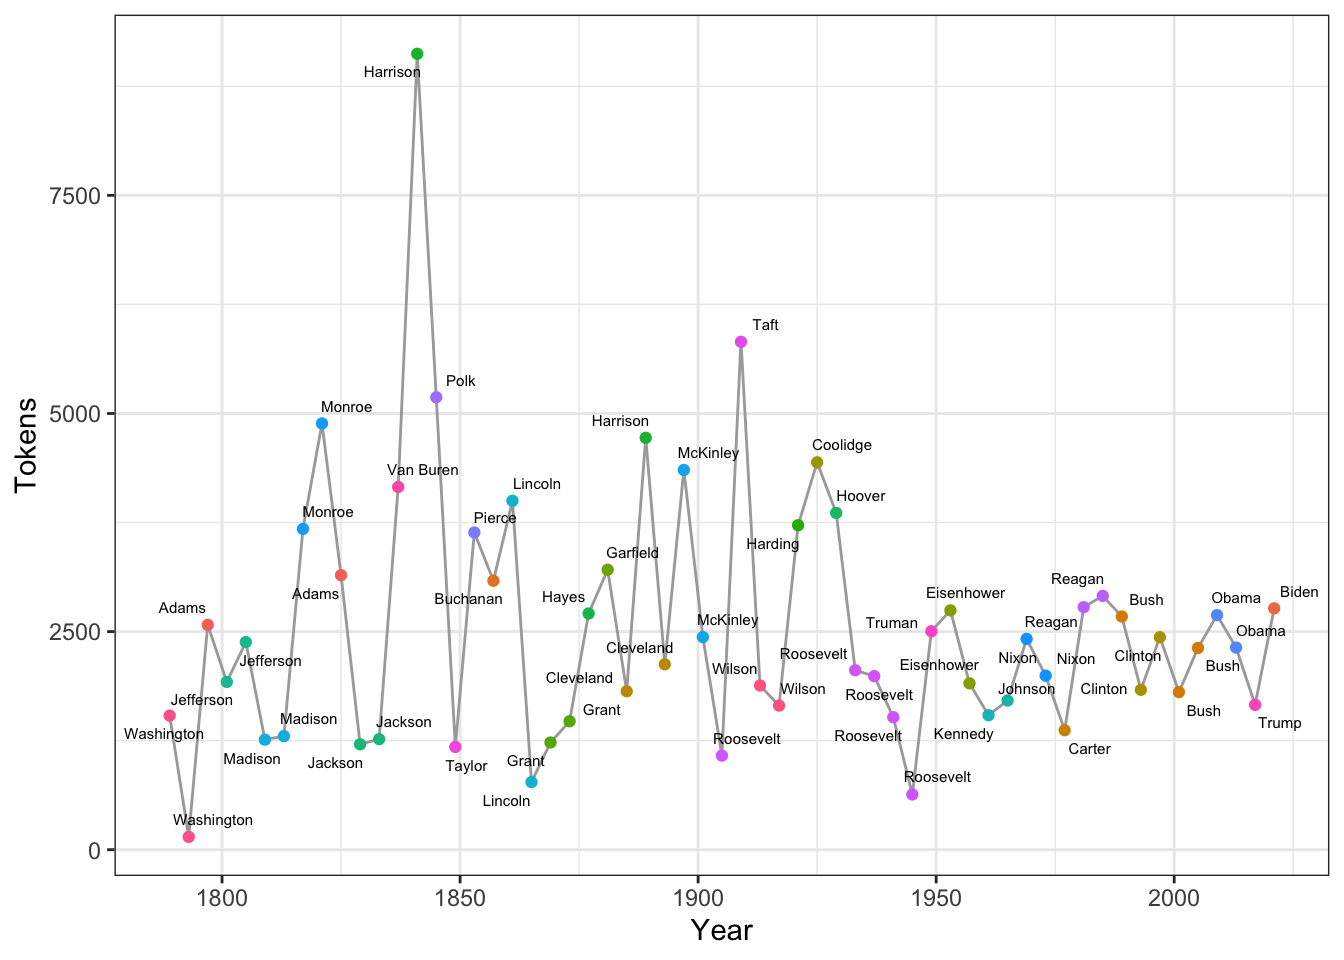 Harrison
7500
Taft
Polk
Monroe
5000
Harrison
Coolidge
McKinley
Van Buren
Lincoln
Hoover
Monroe
Pierce
Harding
Garfield
Reagan
Adams
Eisenhower
Biden
Hayes
Buchanan
Obama
Bush
Adams
Truman
Reagan
McKinley
2500
Obama
Cleveland
Roosevelt
Clinton
Nixon
Nixon
Jefferson
Eisenhower
Bush
Wilson
Cleveland
Wilson
Johnson
Clinton
Roosevelt
Jefferson
Grant
Bush
Madison
Jackson
Trump
Washington
Kennedy
Roosevelt
Roosevelt
Carter
Madison
Grant
Jackson
Taylor
Roosevelt
Lincoln
Washington
0
Tokens
1800 1850 1900 1950 2000
Year